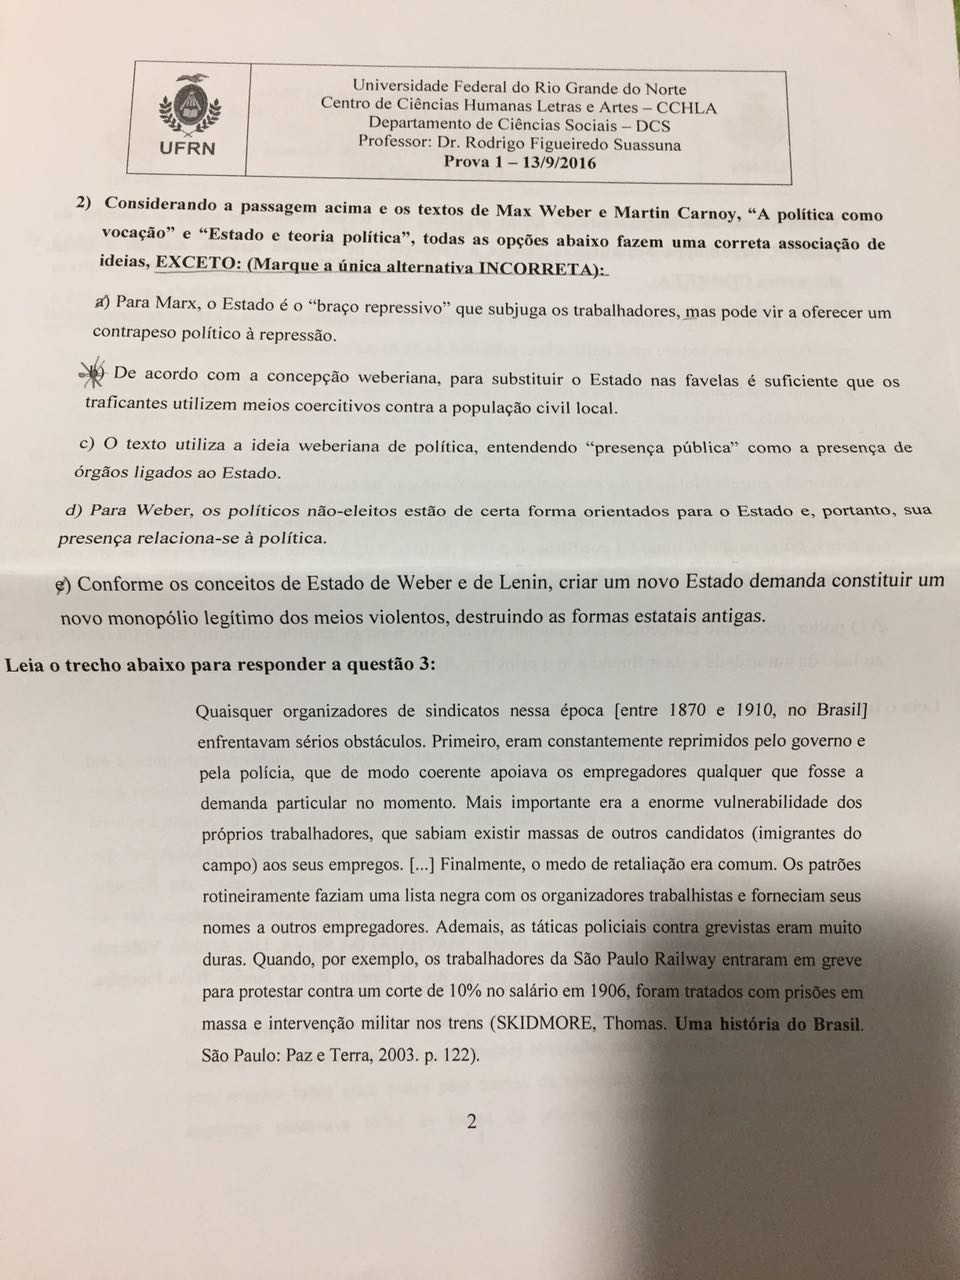 Universidade Federal do Rio Grande do Norte
Centro de Ciências Humanas Letras e Artes – CCHLA
Departamento de Ciências Sociais – DCS
Professor: Dr. Rodrigo Figueiredo Suassuna
Prova 1 – 13/9/2016
UFRN
2) Considerando a passagem acima e os textos de Max Weber e Martin Carnoy, “A política como
vocação” e “Estado e teoria política”, todas as opções abaixo fazem uma correta associação de
ideias, EXCETO: (Marque a única alternativa INCORRETA):
a) Para Marx, o Estado é o “braço repressivo” que subjuga os trabalhadores, mas pode vir a oferecer um
contrapeso político à repressão.
b) De acordo com a concepção weberiana, para substituir o Estado nas favelas é suficiente que os
traficantes utilizem meios coercitivos contra a população civil local.
c) O texto utiliza a ideia weberiana de política, entendendo “presença pública” como a presença de
órgãos ligados ao Estado.
d) Para Weber, os políticos não-eleitos estão de certa forma orientados para o Estado e, portanto, sua
presença relaciona-se à política.
e) Conforme os conceitos de Estado de Weber e de Lenin, criar um novo Estado demanda constituir um
novo monopólio legítimo dos meios violentos, destruindo as formas estatais antigas.
Leia o trecho abaixo para responder a questão 3:
Quaisquer organizadores de sindicatos nessa época [entre 1870 e 1910, no Brasil]
enfrentavam sérios obstáculos. Primeiro, eram constantemente reprimidos pelo governo e
pela polícia, que de modo coerente apoiava os empregadores qualquer que fosse a
demanda particular no momento. Mais importante era a enorme vulnerabilidade dos
próprios trabalhadores, que sabiam existir massas de outros candidatos (imigrantes do
campo) aos seus empregos. [...] Finalmente, o medo de retaliação era comum. Os patrões
rotineiramente faziam uma lista negra com os organizadores trabalhistas e forneciam seus
nomes a outros empregadores. Ademais, as táticas policiais contra grevistas eram muito
duras. Quando, por exemplo, os trabalhadores da São Paulo Railway entraram em greve
para protestar contra um corte de 10% no salário em 1906, foram tratados com prisões em
massa e intervenção militar nos trens (SKIDMORE, Thomas. Uma história do Brasil.
São Paulo: Paz e Terra, 2003. p. 122).
2